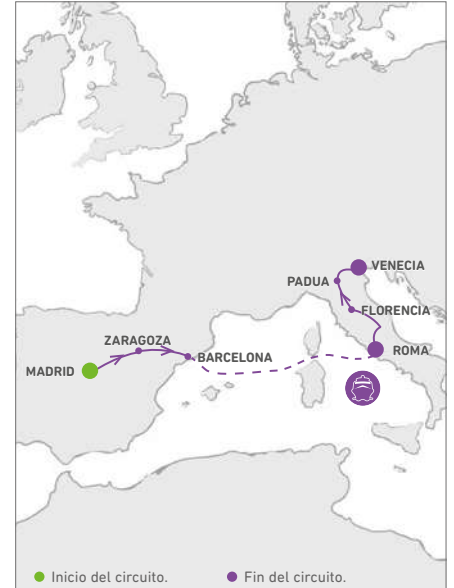 VENECIA
PADUA
FLORENCIA
ZARAGOZA
BARCELONA
ROMA
MADRID
Inicio del circuito.
Fin del circuito.